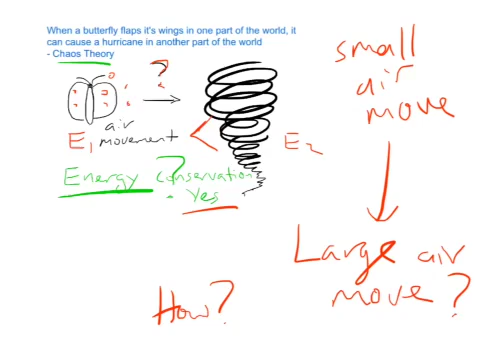 When a butterfly flaps it's wings in one part of the world, it
can cause a hurricane in another part of the world
- Chaos Theory
?
E1 air
movement < E2
Energy ? conservation
- Yes
How?
small
air
move
Large air
move ?